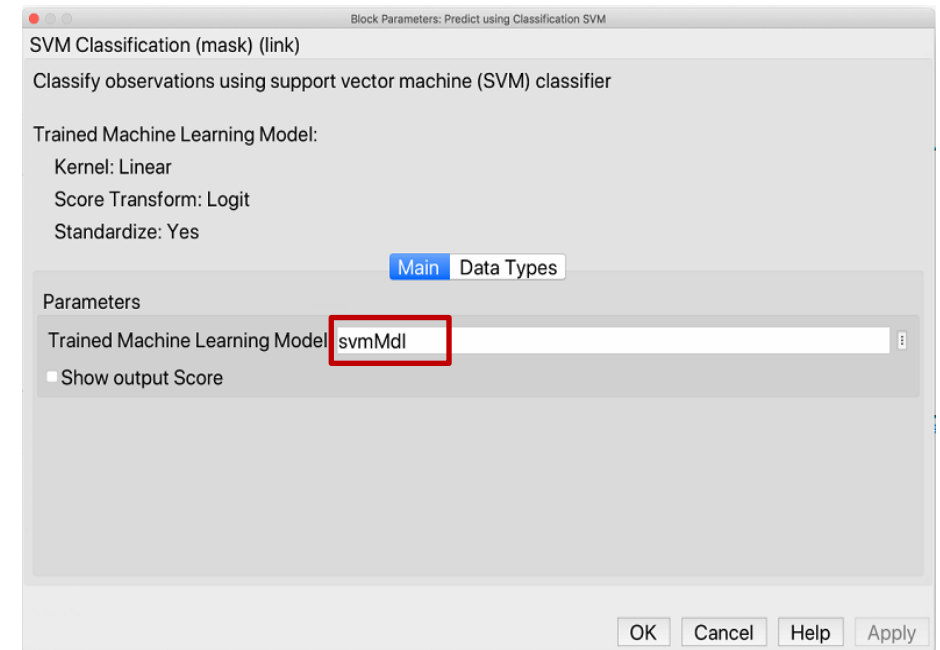 Block Parameters: Predict using Classification SVM
SVM Classification (mask) (link)
Classify observations using support vector machine (SVM) classifier
Trained Machine Learning Model:
Kernel: Linear
Score Transform: Logit
Standardize: Yes
Main Data Types
Parameters
Trained Machine Learning Model svmMdl
Show output Score
OK Cancel Help Apply